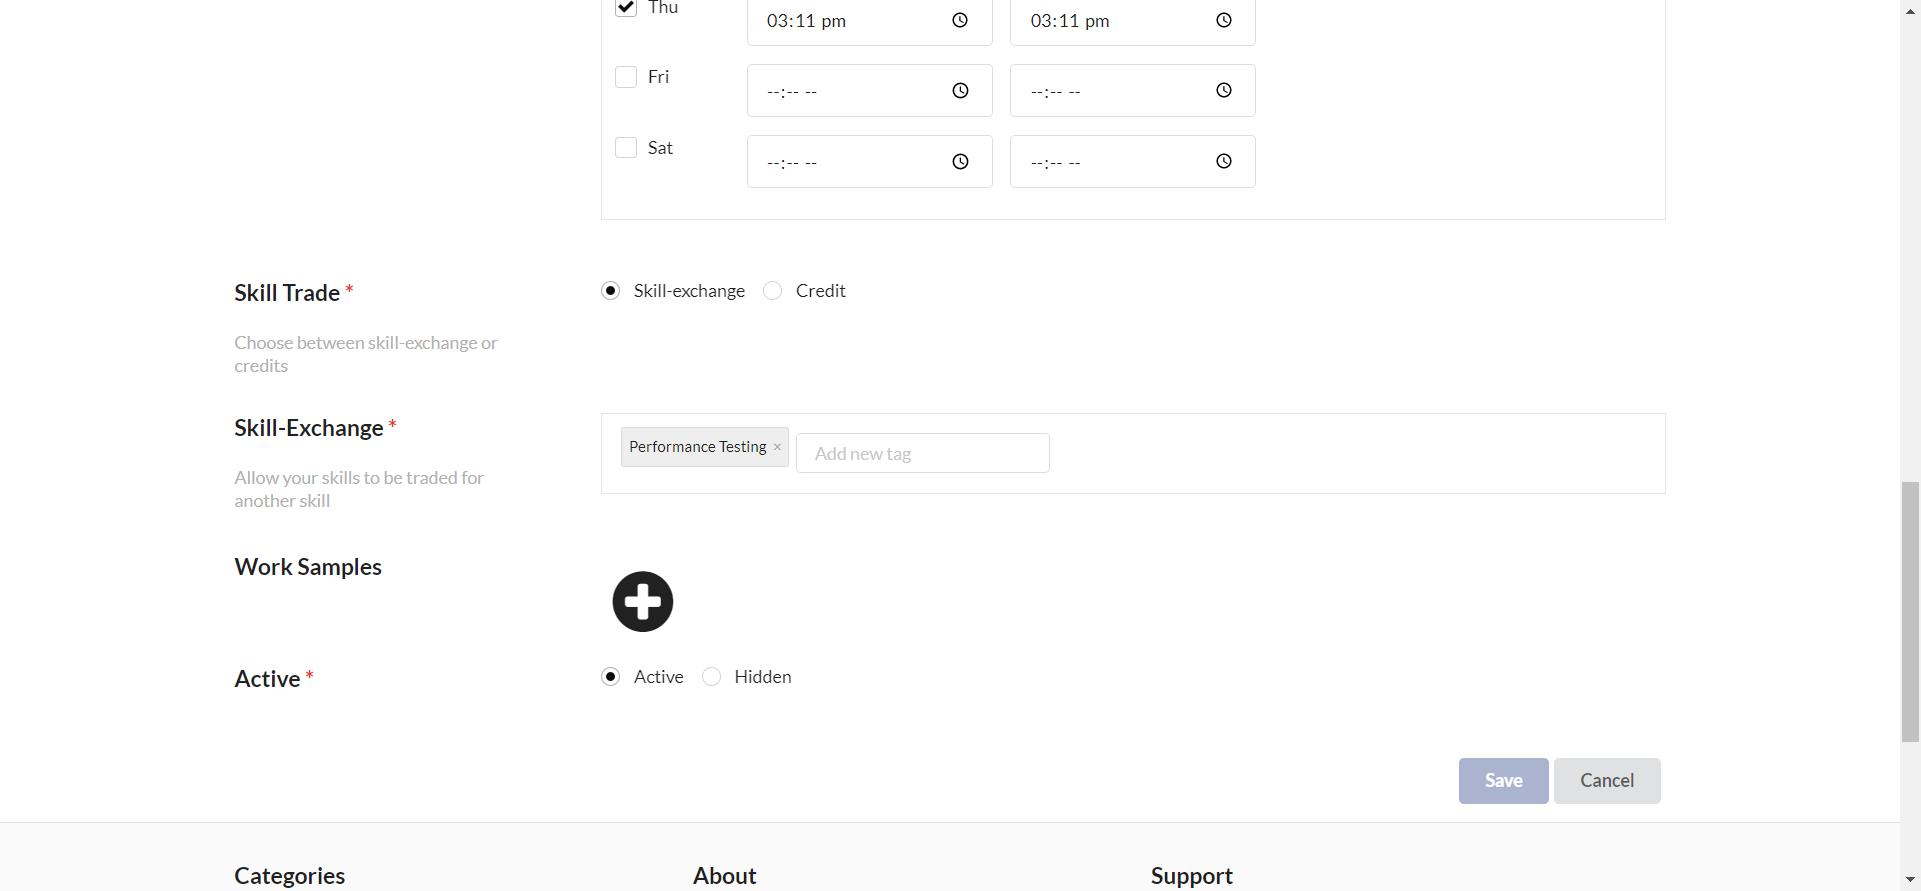 Thu 03:11 pm 03:11 pm
Fri --:-- -- --:-- --
Sat --:-- -- --:-- --
Skill Trade * Skill-exchange Credit
Choose between skill-exchange or
credits
Skill-Exchange *
Performance Testing × Add new tag
Allow your skills to be traded for
another skill
Work Samples
Active * Active Hidden
Save Cancel
Categories About Support